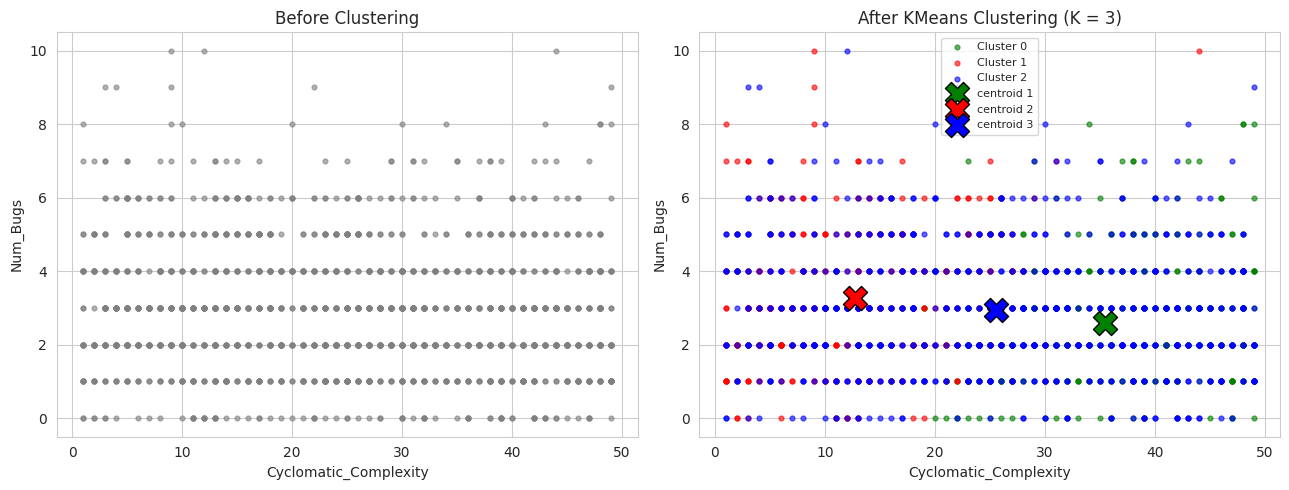 Before Clustering
Num_Bugs
10
8
6
4
2
0
0 10 20 30 40 50
Cyclomatic_Complexity
After KMeans Clustering (K = 3)
Cluster 0
Cluster 1
Cluster 2
centroid 1
centroid 2
centroid 3
Num_Bugs
10
8
6
4
2
0
0 10 20 30 40 50
Cyclomatic_Complexity